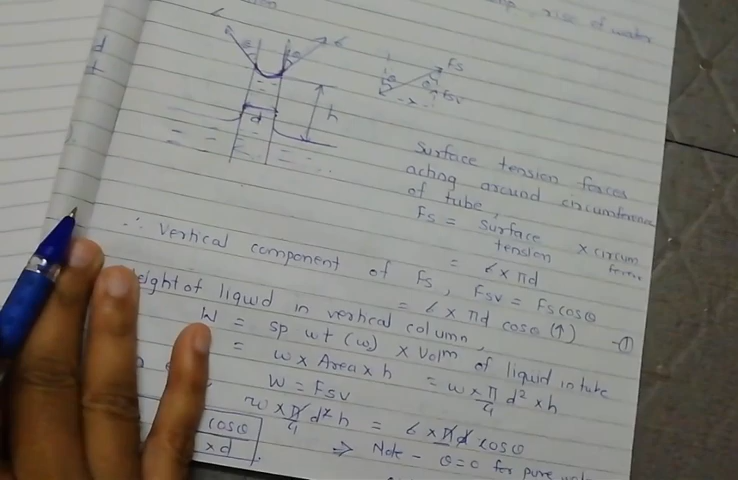 rise of water
d
t
σ
σ
θ
θ
h
d
Fs
θ
Fsv
Surface tension forces
acting around circumference
of tube,
Fs = Surface tension × circumference
= σ × πd
∴ Vertical component of Fs, Fsv = Fs cosθ
= σ × πd cosθ (↑) —①
eight of liquid in vertical column,
W = sp wt (w) × Volm of liquid in tube
= w × Area × h = w × π/4 d² × h
W = Fsv
w × π/4 d² h = σ × πd cosθ
cosθ
×d
⇒ Note - θ=0 for pure